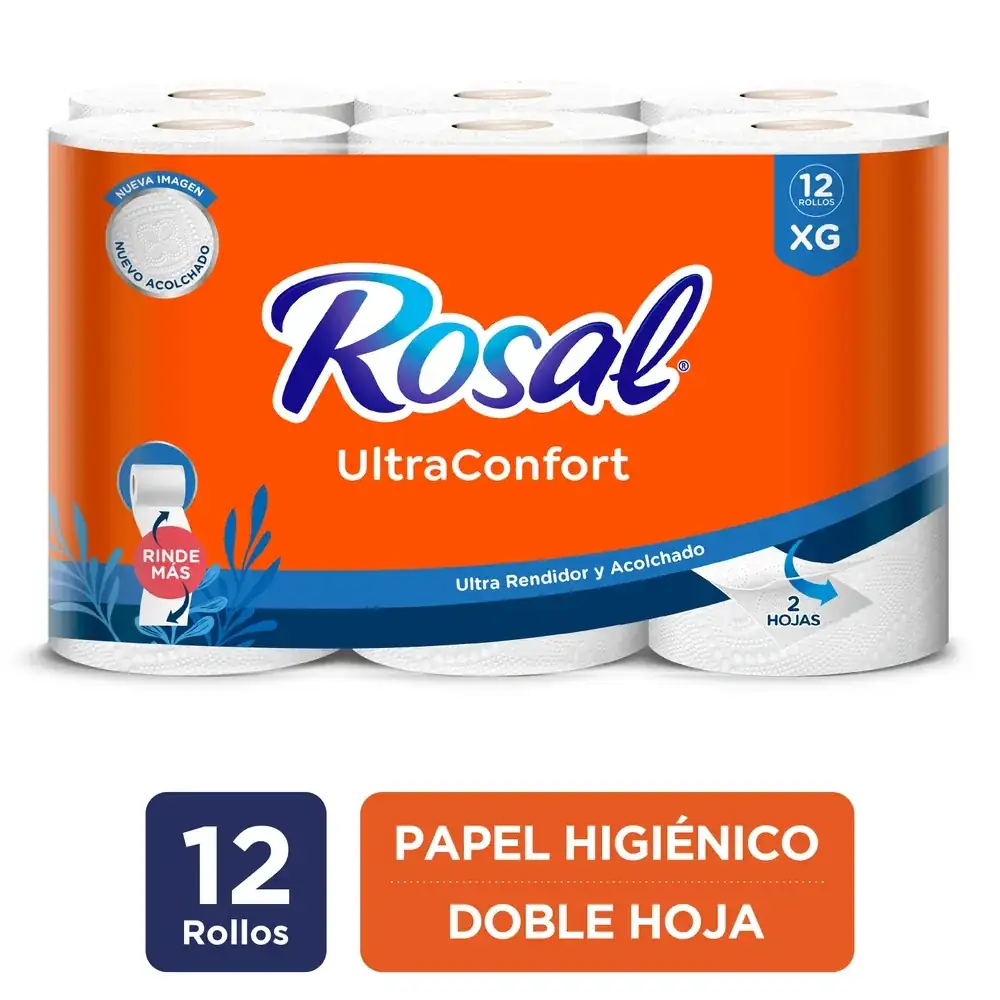 NUEVA IMAGEN
NUEVO ACOLCHADO
12
ROLLOS
XG
Rosal®
UltraConfort
RINDE
MÁS
Ultra Rendidor y Acolchado
2
HOJAS
12
Rollos
PAPEL HIGIÉNICO
DOBLE HOJA